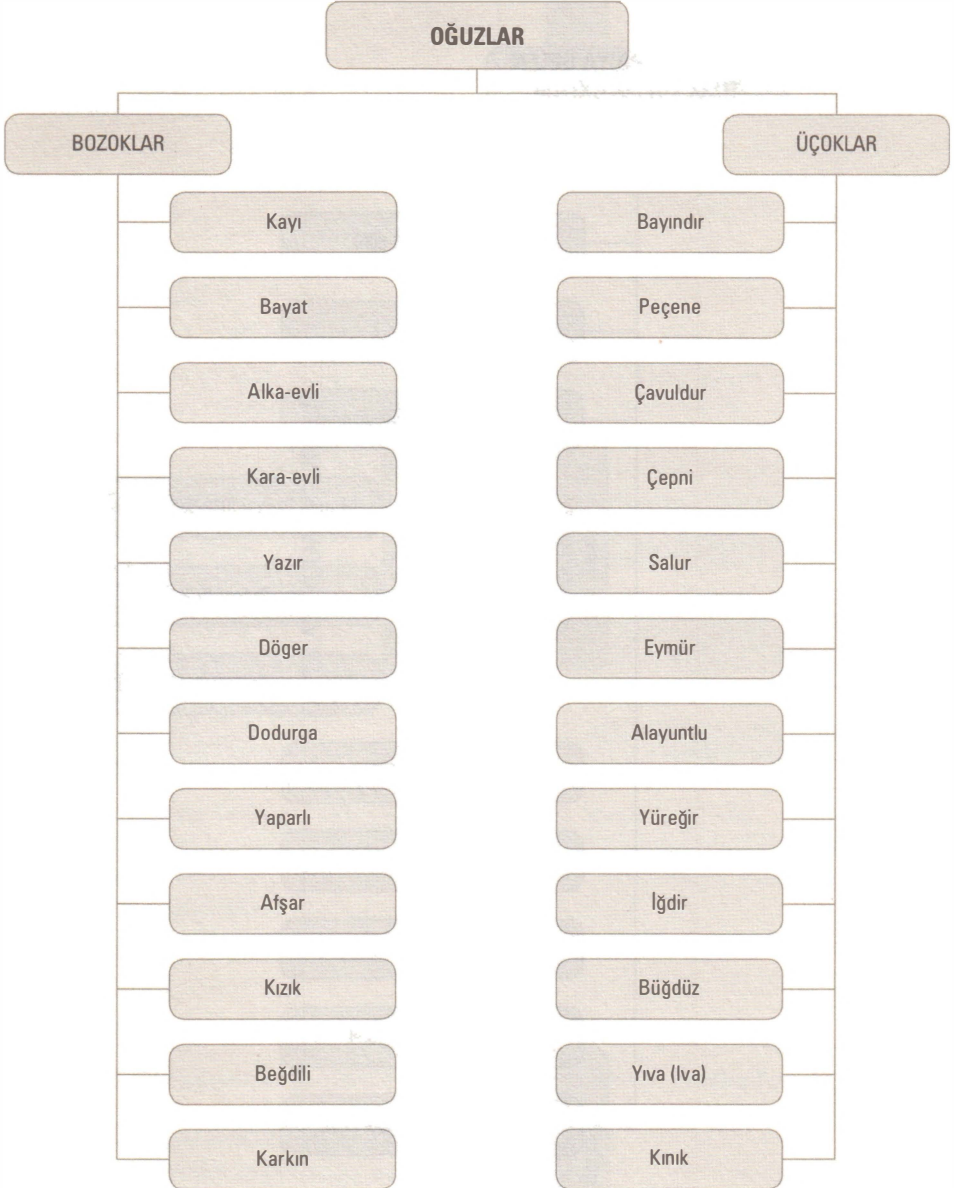 OĞUZLAR
BOZOKLAR
Kayı
Bayat
Alka-evli
Kara-evli
Yazır
Döger
Dodurga
Yaparlı
Afşar
Kızık
Beğdili
Karkın
ÜÇOKLAR
Bayındır
Peçene
Çavuldur
Çepni
Salur
Eymür
Alayuntlu
Yüreğir
İğdir
Büğdüz
Yıva (Iva)
Kınık